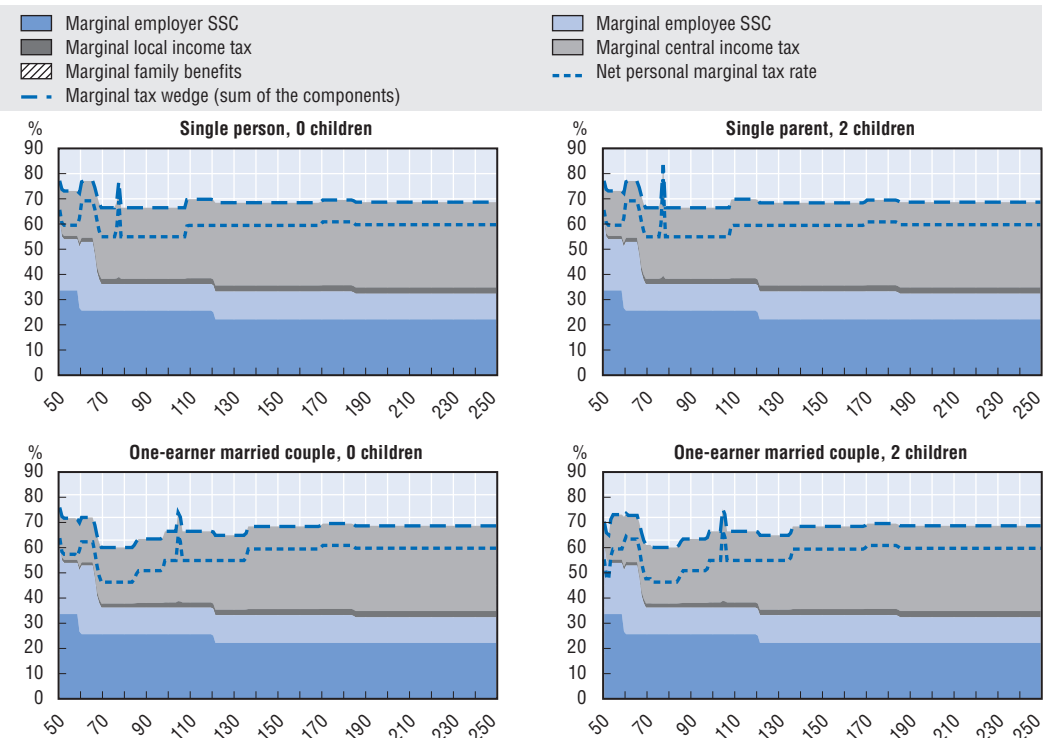 Marginal employer SSC
Marginal employee SSC
Marginal local income tax
Marginal central income tax
Marginal family benefits
Net personal marginal tax rate
Marginal tax wedge (sum of the components)
% Single person, 0 children
90
80
70
60
50
40
30
20
10
0
50 70 90 110 130 150 170 190 210 230 250
% Single parent, 2 children
90
80
70
60
50
40
30
20
10
0
50 70 90 110 130 150 170 190 210 230 250
% One-earner married couple, 0 children
90
80
70
60
50
40
30
20
10
0
50 70 90 110 130 150 170 190 210 230 250
% One-earner married couple, 2 children
90
80
70
60
50
40
30
20
10
0
50 70 90 110 130 150 170 190 210 230 250